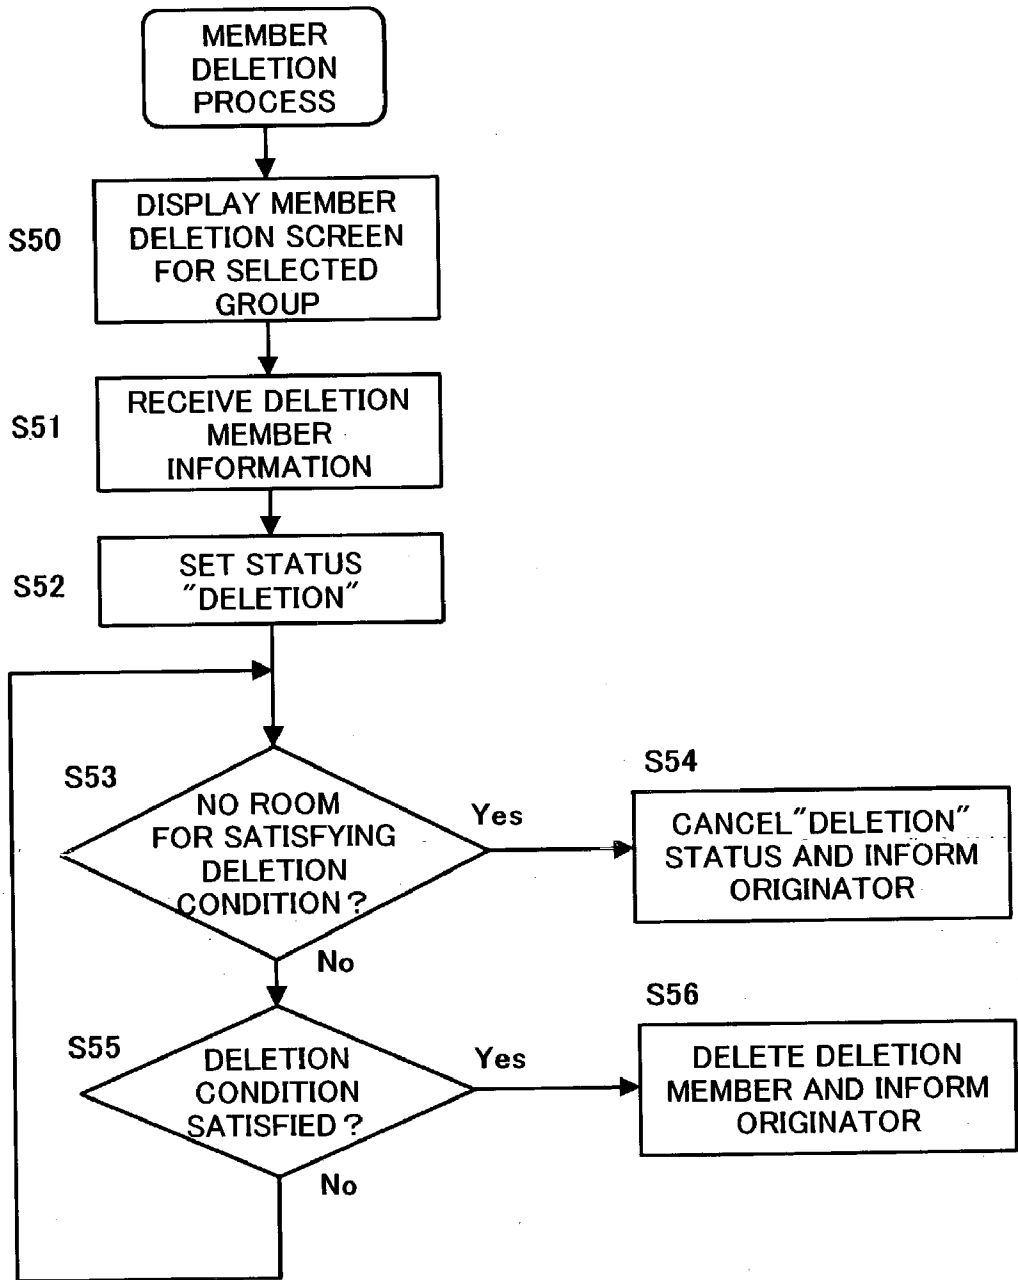 MEMBER
DELETION
PROCESS
S50
DISPLAY MEMBER
DELETION SCREEN
FOR SELECTED
GROUP
S51
RECEIVE DELETION
MEMBER
INFORMATION
S52
SET STATUS
"DELETION"
S53
NO ROOM
FOR SATISFYING
DELETION
CONDITION?
Yes
No
S54
CANCEL"DELETION"
STATUS AND INFORM
ORIGINATOR
S55
DELETION
CONDITION
SATISFIED?
Yes
No
S56
DELETE DELETION
MEMBER AND INFORM
ORIGINATOR